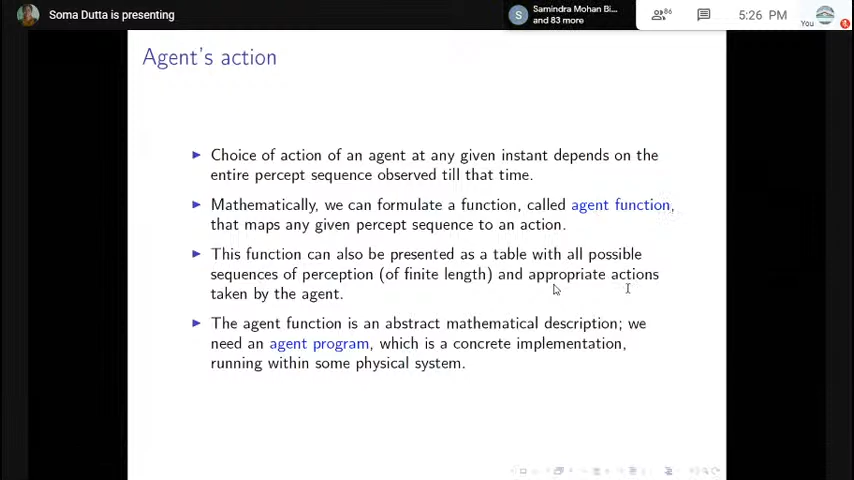 Soma Dutta is presenting
S
Samindra Mohan Bi...
and 83 more
86
5:26 PM
You
Agent's action
Choice of action of an agent at any given instant depends on the
entire percept sequence observed till that time.
Mathematically, we can formulate a function, called agent function,
that maps any given percept sequence to an action.
This function can also be presented as a table with all possible
sequences of perception (of finite length) and appropriate actions
taken by the agent.
The agent function is an abstract mathematical description; we
need an agent program, which is a concrete implementation,
running within some physical system.